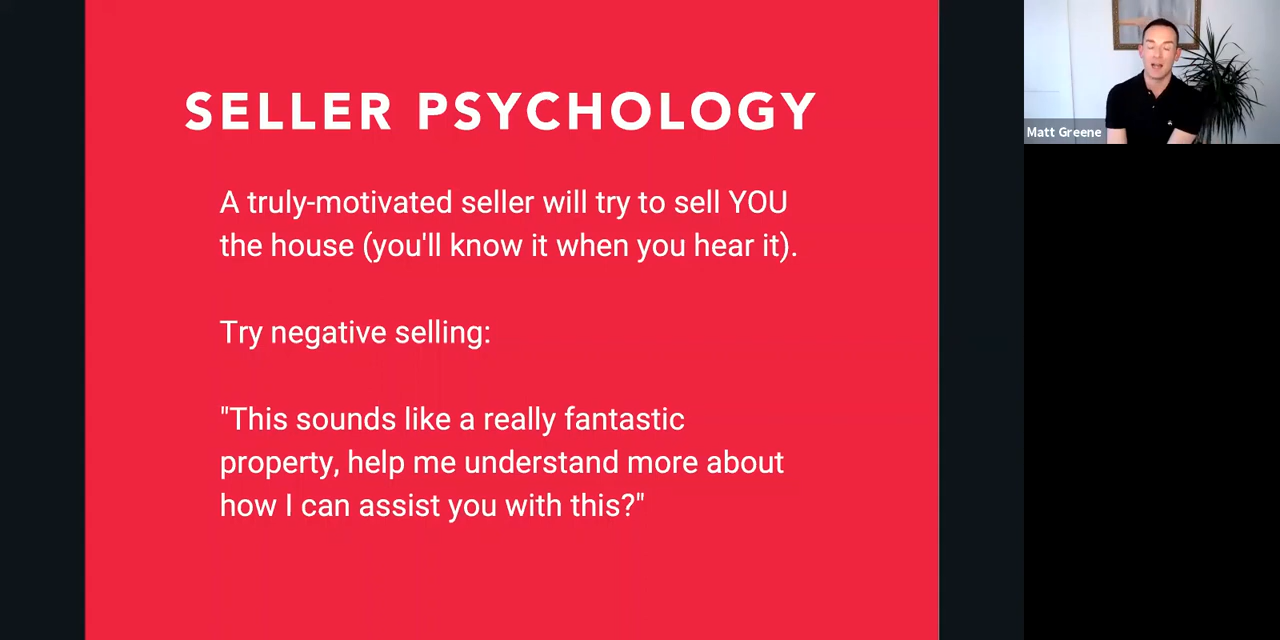 SELLER PSYCHOLOGY
A truly-motivated seller will try to sell YOU
the house (you'll know it when you hear it).
Try negative selling:
"This sounds like a really fantastic
property, help me understand more about
how I can assist you with this?"
Matt Greene